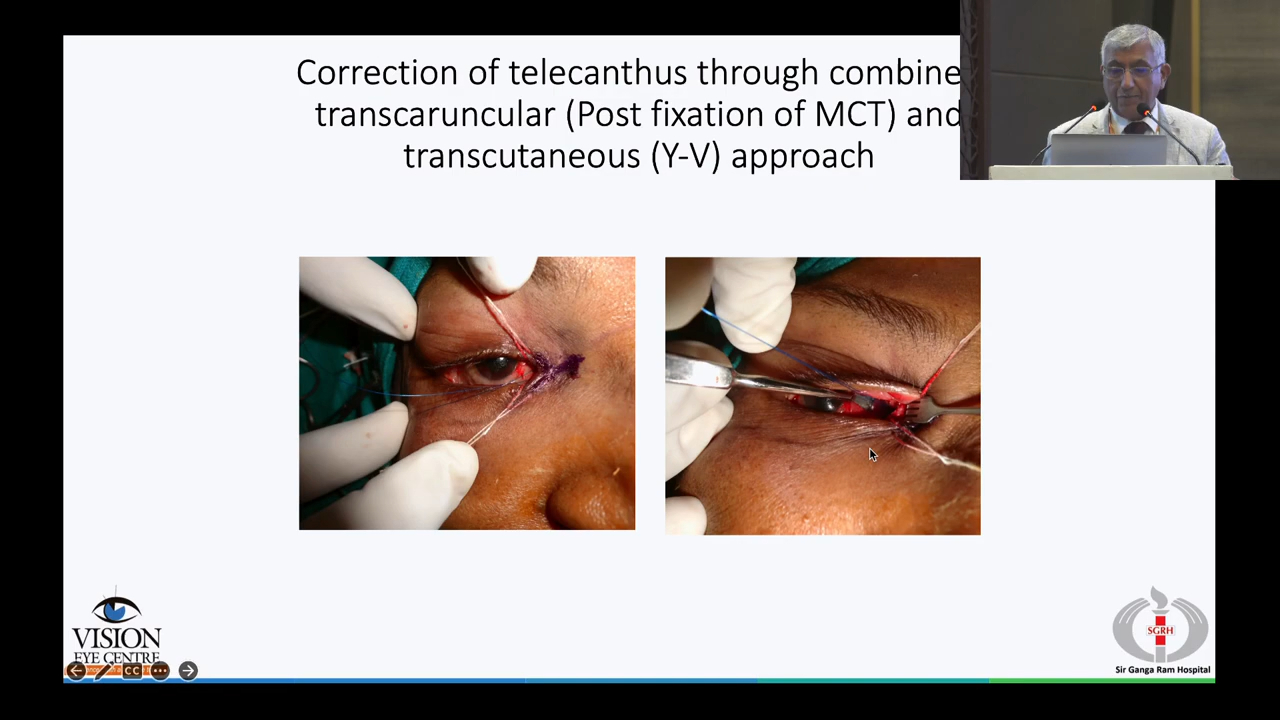 Correction of telecanthus through combine
transcaruncular (Post fixation of MCT) and
transcutaneous (Y-V) approach
VISION
EYE CENTRE
CC
SGRH
Sir Ganga Ram Hospital